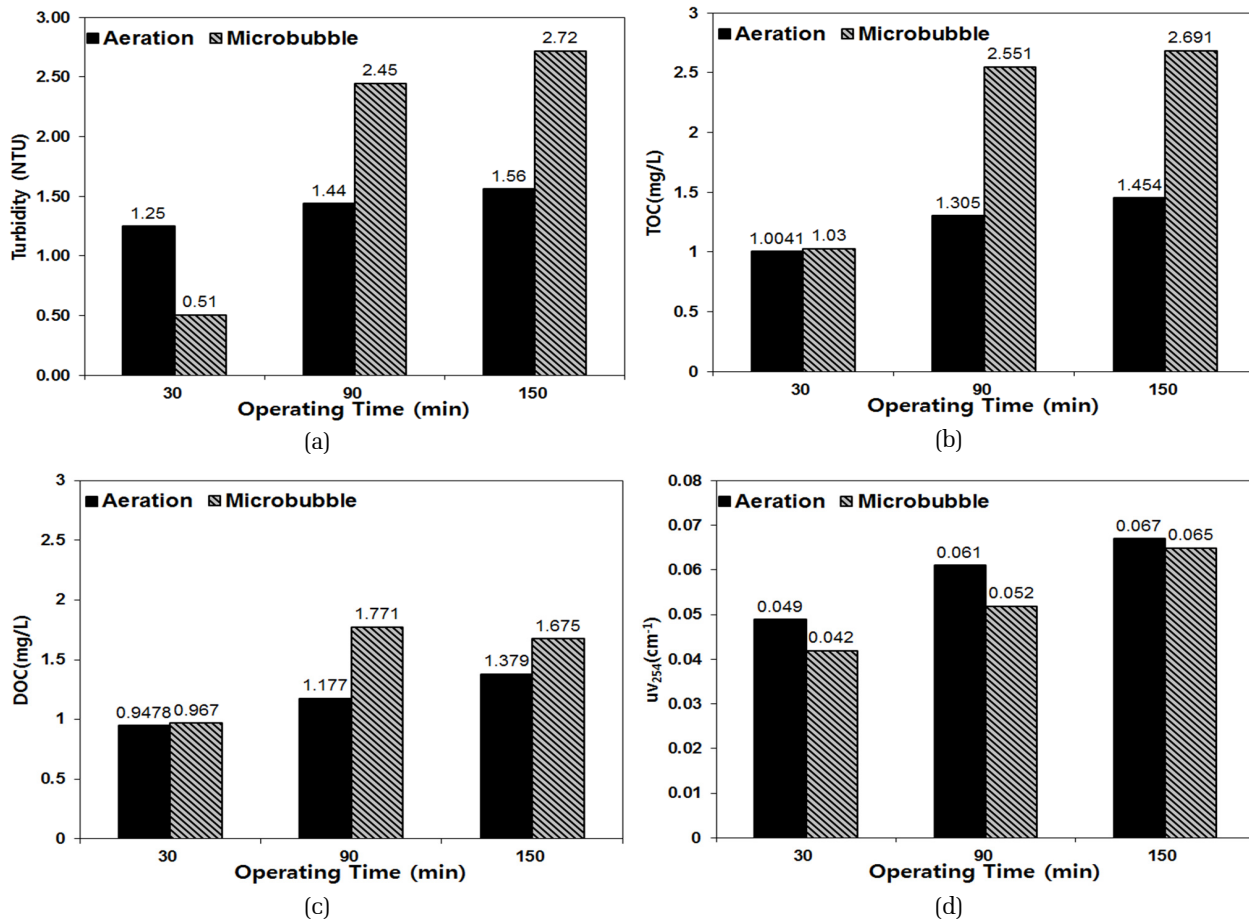 Turbidity (NTU)
3.00
2.50
2.00
1.50
1.00
0.50
0.00
Aeration Microbubble
1.25
0.51
1.44
2.45
1.56
2.72
30 90 150
Operating Time (min)
(a)
TOC(mg/L)
3
2.5
2
1.5
1
0.5
0
Aeration Microbubble
1.0041
1.03
1.305
2.551
1.454
2.691
30 90 150
Operating Time (min)
(b)
DOC(mg/L)
3
2.5
2
1.5
1
0.5
0
Aeration Microbubble
0.9478
0.967
1.177
1.771
1.379
1.675
30 90 150
Operating Time (min)
(c)
uv₂₅₄(cm⁻¹)
0.08
0.07
0.06
0.05
0.04
0.03
0.02
0.01
0
Aeration Microbubble
0.049
0.042
0.061
0.052
0.067
0.065
30 90 150
Operating Time (min)
(d)